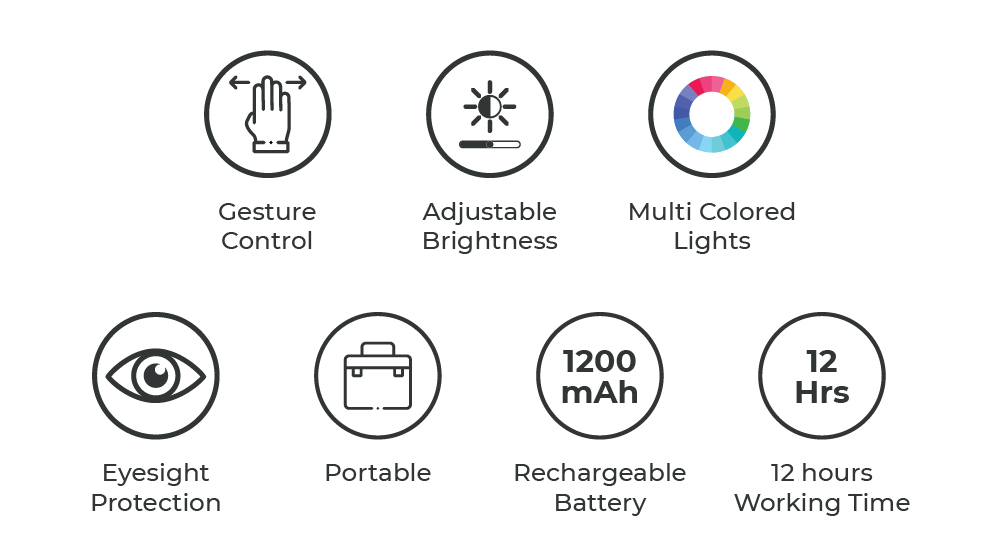 Gesture
Control
Adjustable
Brightness
Multi Colored
Lights
1200
mAh
12
Hrs
Eyesight
Protection
Portable
Rechargeable
Battery
12 hours
Working Time